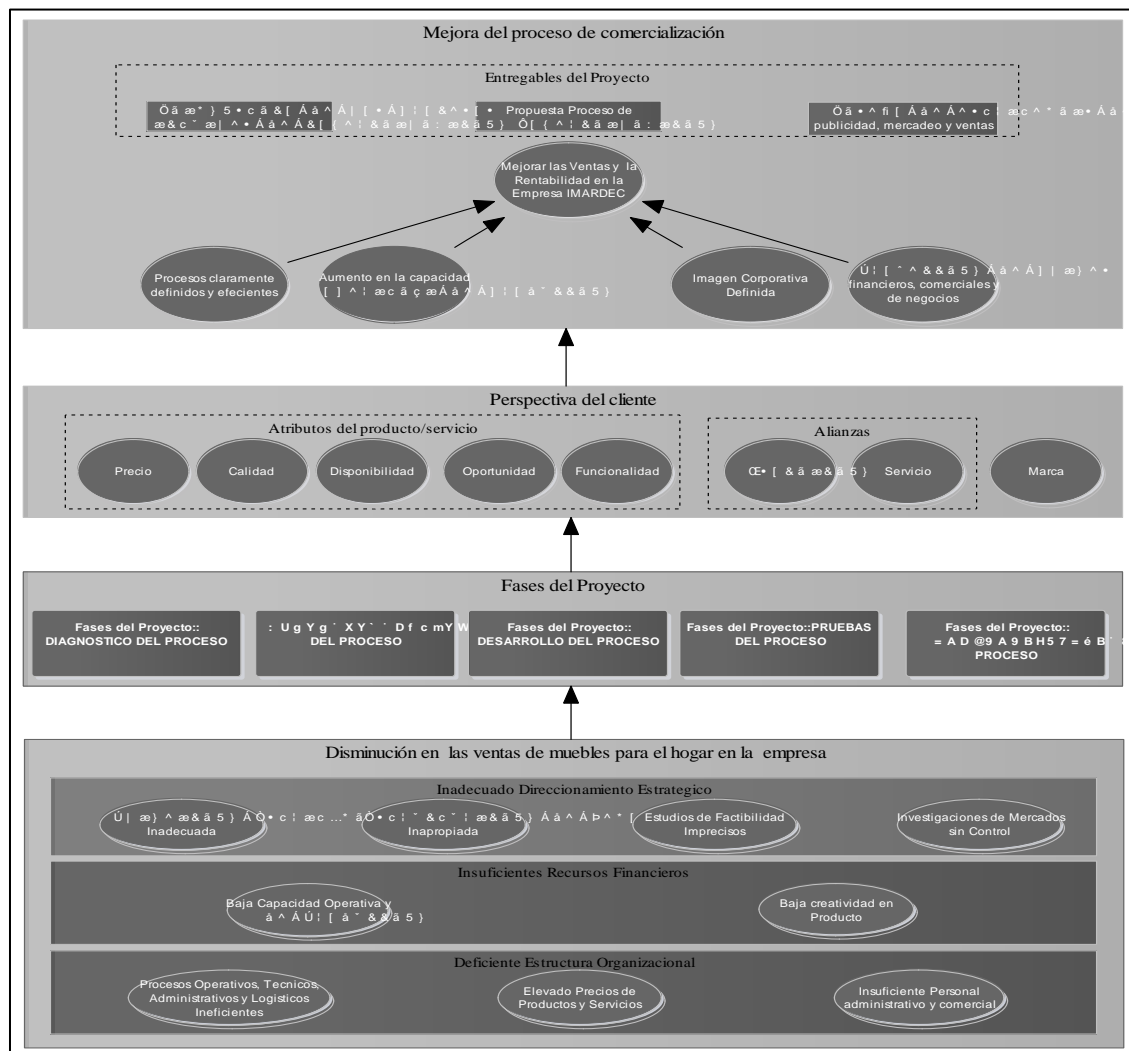 Mejora del proceso de comercialización
Entregables del Proyecto
Propuesta Proceso de
publicidad, mercadeo y ventas
Mejorar las Ventas y la
Rentabilidad en la
Empresa IMARDEC
Procesos claramente
definidos y efecientes
Aumento en la capacidad
Imagen Corporativa
Definida
financieros, comerciales y
de negocios
Perspectiva del cliente
Atributos del producto/servicio
Precio
Calidad
Disponibilidad
Oportunidad
Funcionalidad
Alianzas
Servicio
Marca
Fases del Proyecto
Fases del Proyecto::
DIAGNOSTICO DEL PROCESO
DEL PROCESO
Fases del Proyecto::
DESARROLLO DEL PROCESO
Fases del Proyecto::PRUEBAS
DEL PROCESO
Fases del Proyecto::
PROCESO
Disminución en las ventas de muebles para el hogar en la empresa
Inadecuado Direccionamiento Estrategico
Inadecuada
Inapropiada
Estudios de Factibilidad
Imprecisos
Investigaciones de Mercados
sin Control
Insuficientes Recursos Financieros
Baja Capacidad Operativa y
Baja creatividad en
Producto
Deficiente Estructura Organizacional
Procesos Operativos, Tecnicos,
Administrativos y Logisticos
Ineficientes
Elevado Precios de
Productos y Servicios
Insuficiente Personal
administrativo y comercial